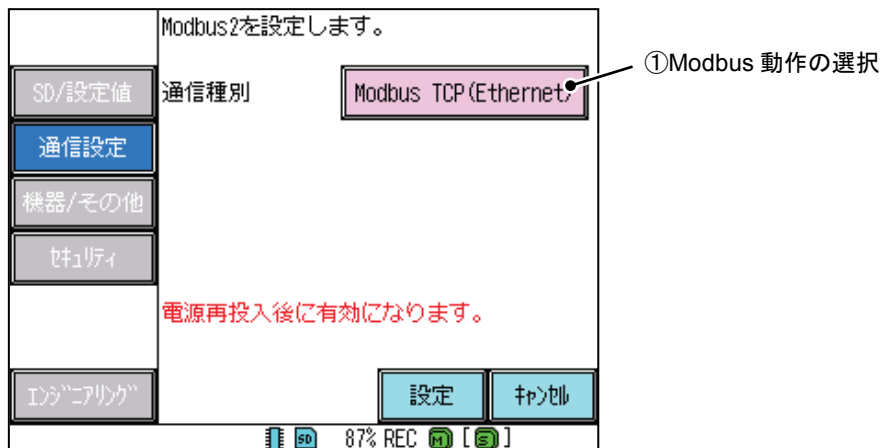 Modbus2を設定します。
①Modbus 動作の選択
SD/設定値
通信種別
Modbus TCP(Ethernet)
通信設定
機器/その他
ｾｷｭﾘﾃｨ
電源再投入後に有効になります。
ｴﾝｼﾞﾆｱﾘﾝｸﾞ
設定
ｷｬﾝｾﾙ
SD 87% REC M [S]